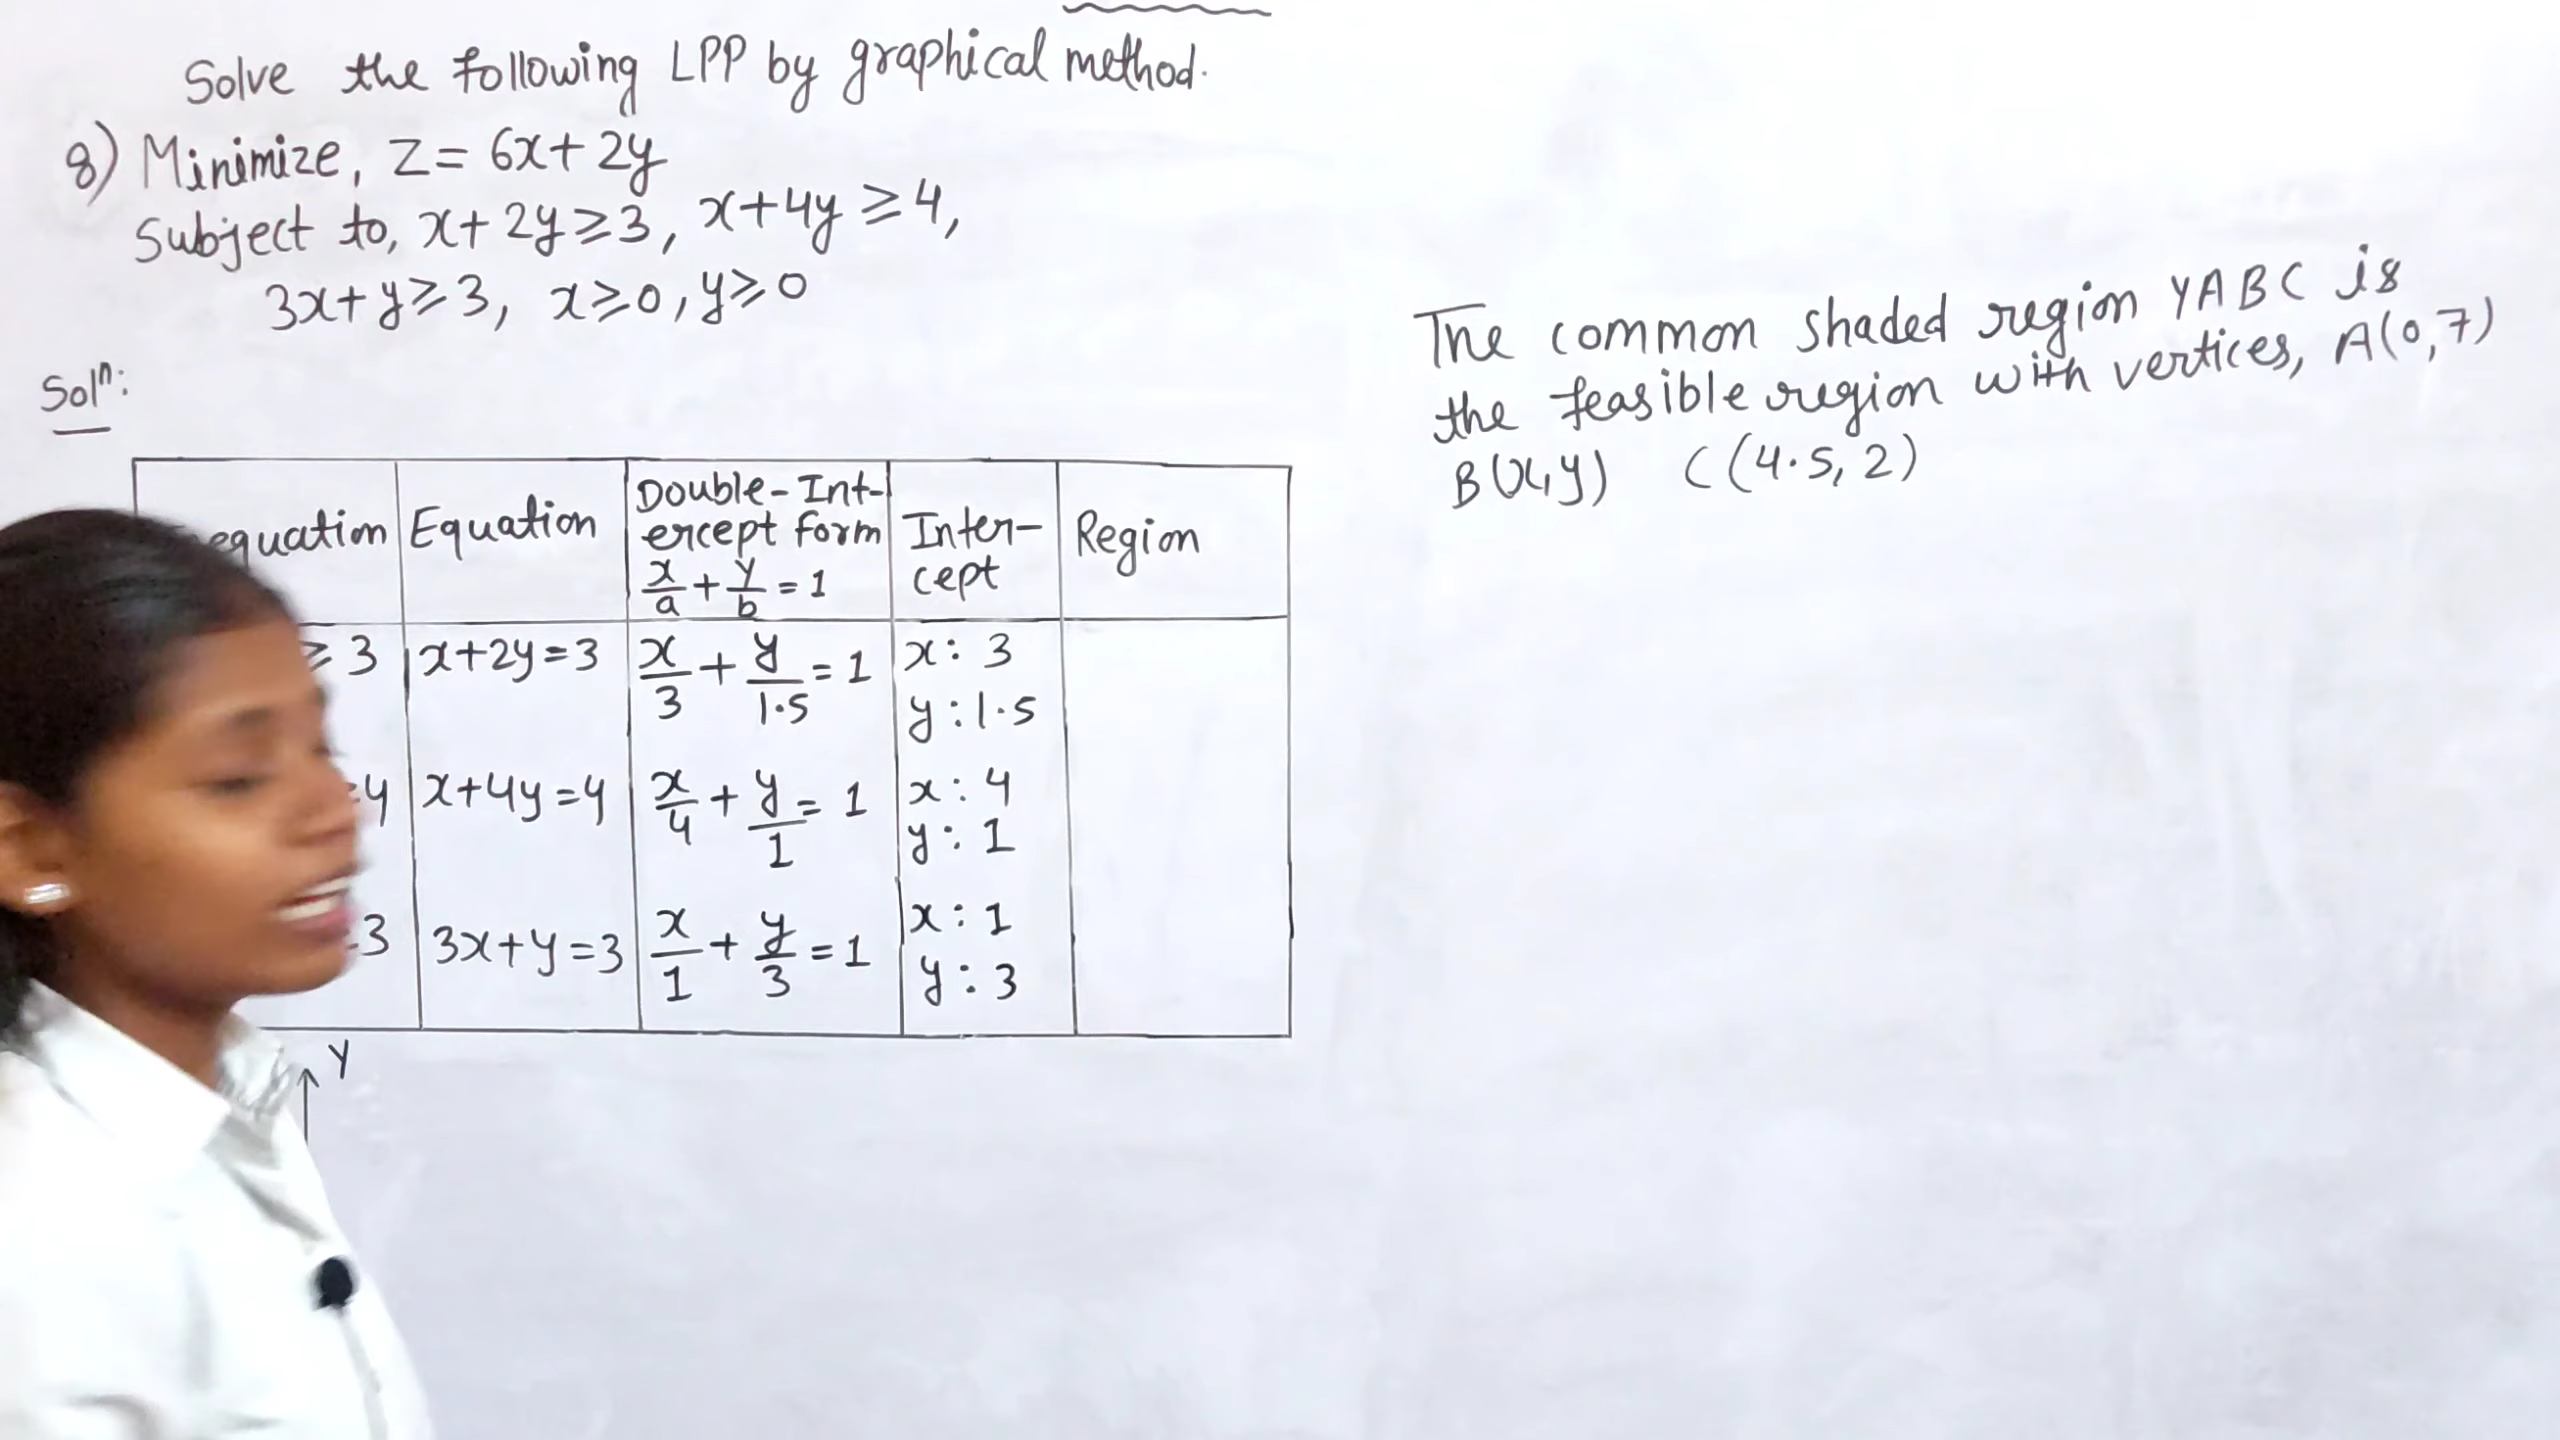 Solve the following LPP by graphical method.
8) Minimize, Z = 6x + 2y
Subject to, x + 2y ≥ 3, x + 4y ≥ 4,
3x + y ≥ 3, x ≥ 0, y ≥ 0
Solⁿ:
equation | Equation | Double-Intercept form x/a + y/b = 1 | Inter-cept | Region
≥ 3 | x+2y=3 | x/3 + y/1·5 = 1 | x : 3 y : 1·5
4 | x+4y=4 | x/4 + y/1 = 1 | x : 4 y : 1
3 | 3x+y=3 | x/1 + y/3 = 1 | x : 1 y : 3
Y
The common shaded region YABC is
the feasible region with vertices, A(0,7)
B(x,y) C(4·5, 2)